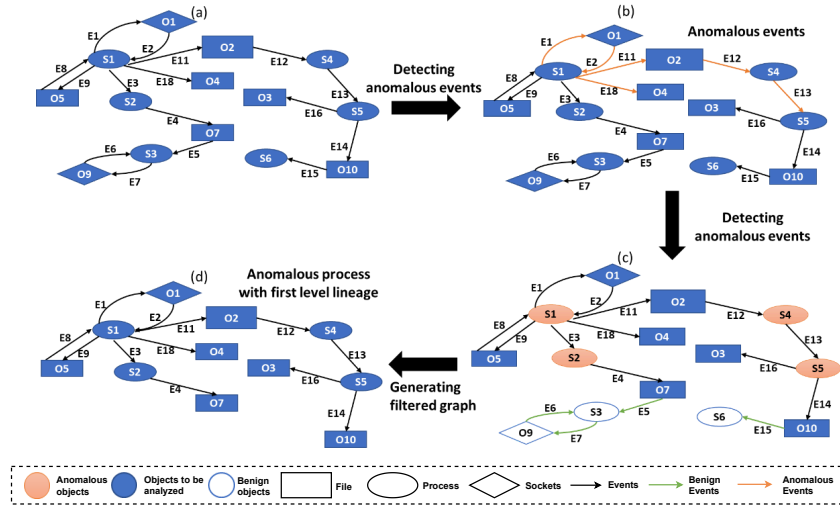 (a)
O1
E1
E2
S1
O2
E11
E12
S4
E8
E9
E3
E18
O4
E13
O5
S2
O3
E16
S5
E4
O7
E14
E6
S3
E5
S6
O9
E7
E15
O10
Detecting
anomalous events
(b)
Anomalous events
O1
E1
E2
S1
O2
E11
E12
S4
E8
E9
E3
E18
O4
E13
O5
S2
O3
E16
S5
E4
O7
E14
E6
S3
E5
S6
O9
E7
E15
O10
Detecting
anomalous events
(c)
O1
E1
E2
S1
O2
E11
E12
S4
E8
E9
E3
E18
O4
E13
O5
S2
O3
E16
S5
E4
O7
E14
E6
S3
E5
S6
O9
E7
E15
O10
Generating
filtered graph
(d)
Anomalous process
with first level lineage
O1
E1
E2
S1
O2
E11
E12
S4
E8
E9
E3
E18
O4
E13
O5
S2
O3
E16
S5
E4
O7
E14
O10
Anomalous
objects
Objects to be
analyzed
Benign
objects
File
Process
Sockets
Events
Benign
Events
Anomalous
Events